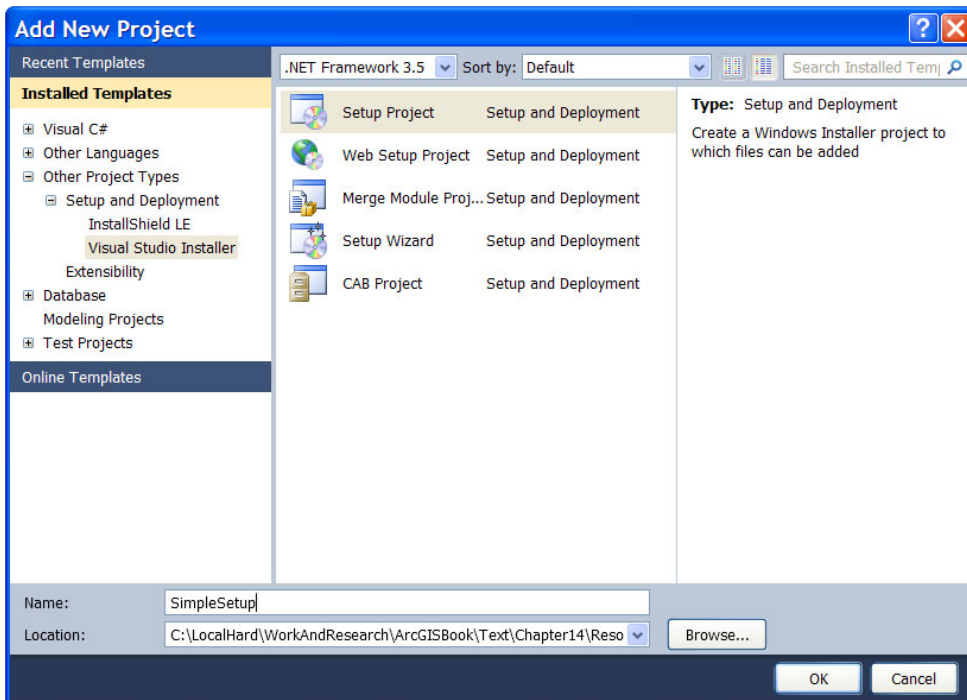 Add New Project
Recent Templates
Installed Templates
Visual C#
Other Languages
Other Project Types
Setup and Deployment
InstallShield LE
Visual Studio Installer
Extensibility
Database
Modeling Projects
Test Projects
Online Templates
.NET Framework 3.5 Sort by: Default Search Installed Temp
Setup Project Setup and Deployment
Web Setup Project Setup and Deployment
Merge Module Proj... Setup and Deployment
Setup Wizard Setup and Deployment
CAB Project Setup and Deployment
Type: Setup and Deployment
Create a Windows Installer project to
which files can be added
Name: SimpleSetup
Location: C:\LocalHard\WorkAndResearch\ArcGISBook\Text\Chapter14\Reso Browse...
OK Cancel